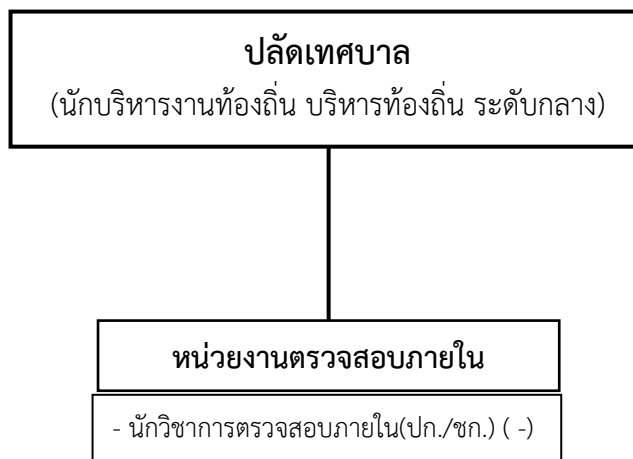 ปลัดเทศบาล
(นักบริหารงานท้องถิ่น บริหารท้องถิ่น ระดับกลาง)
หน่วยงานตรวจสอบภายใน
- นักวิชาการตรวจสอบภายใน(ปก./ชก.) ( -)